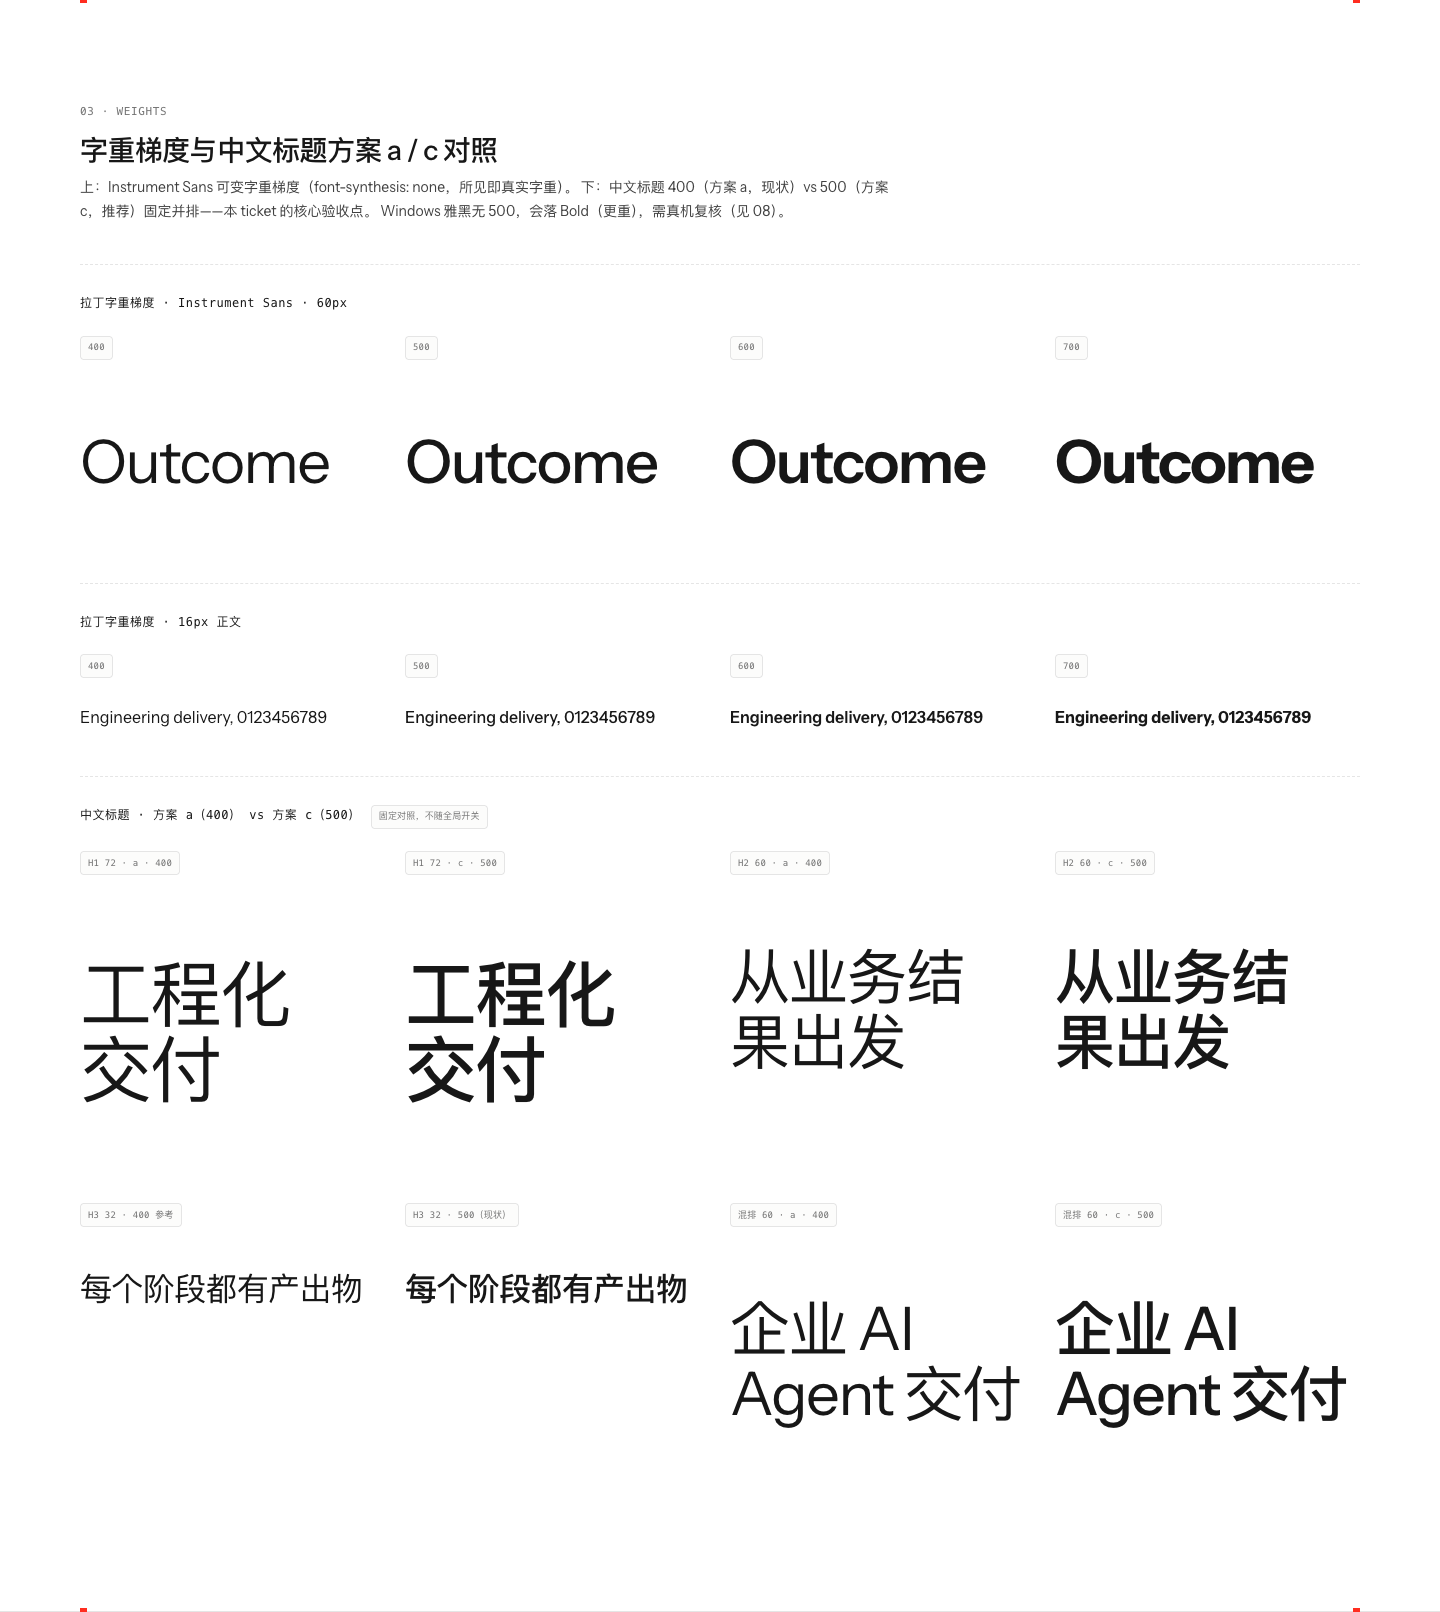 03 · WEIGHTS
字重梯度与中文标题方案 a / c 对照
上：Instrument Sans 可变字重梯度（font-synthesis: none，所见即真实字重）。下：中文标题 400（方案 a，现状）vs 500（方案
c，推荐）固定并排——本 ticket 的核心验收点。 Windows 雅黑无 500，会落 Bold（更重），需真机复核（见 08）。
拉丁字重梯度 · Instrument Sans · 60px
400 500 600 700
Outcome Outcome Outcome Outcome
拉丁字重梯度 · 16px 正文
400 500 600 700
Engineering delivery, 0123456789 Engineering delivery, 0123456789 Engineering delivery, 0123456789 Engineering delivery, 0123456789
中文标题 · 方案 a（400） vs 方案 c（500） 固定对照，不随全局开关
H1 72 · a · 400
工程化
交付
H1 72 · c · 500
工程化
交付
H2 60 · a · 400
从业务结
果出发
H2 60 · c · 500
从业务结
果出发
H3 32 · 400 参考
每个阶段都有产出物
H3 32 · 500（现状）
每个阶段都有产出物
混排 60 · a · 400
企业 AI
Agent 交付
混排 60 · c · 500
企业 AI
Agent 交付